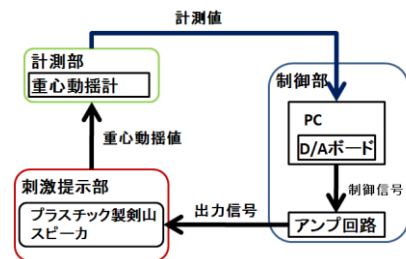 計測値
計測部
重心動揺計
制御部
PC
D/Aボード
重心動揺値
制御信号
刺激提示部
プラスチック製剣山
スピーカ
出力信号
アンプ回路